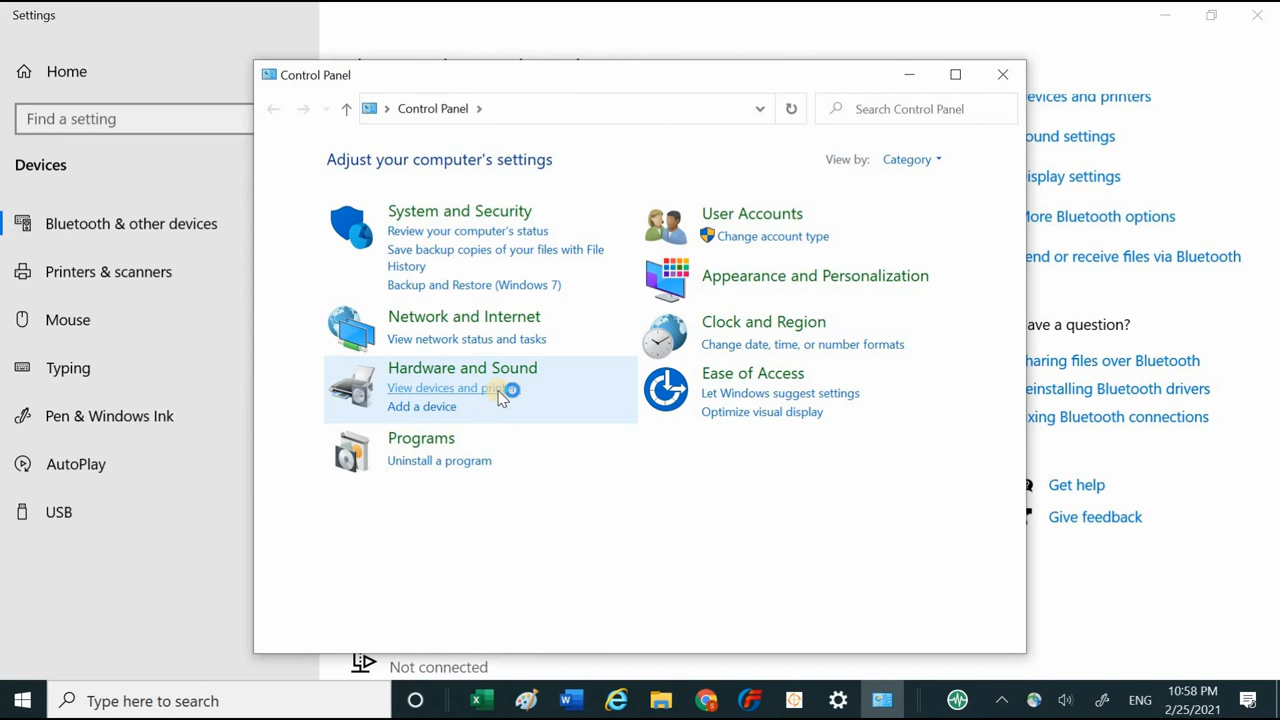 Settings
Home
Find a setting
Devices
Bluetooth & other devices
Printers & scanners
Mouse
Typing
Pen & Windows Ink
AutoPlay
USB
Control Panel
Control Panel
Search Control Panel
Adjust your computer's settings
View by: Category
System and Security
Review your computer's status
Save backup copies of your files with File
History
Backup and Restore (Windows 7)
Network and Internet
View network status and tasks
Hardware and Sound
View devices and
Add a device
Programs
Uninstall a program
User Accounts
Change account type
Appearance and Personalization
Clock and Region
Change date, time, or number formats
Ease of Access
Let Windows suggest settings
Optimize visual display
evices and printers
ound settings
isplay settings
More Bluetooth options
end or receive files via Bluetooth
ave a question?
haring files over Bluetooth
einstalling Bluetooth drivers
ixing Bluetooth connections
Get help
Give feedback
Not connected
Type here to search
ENG
10:58 PM
2/25/2021